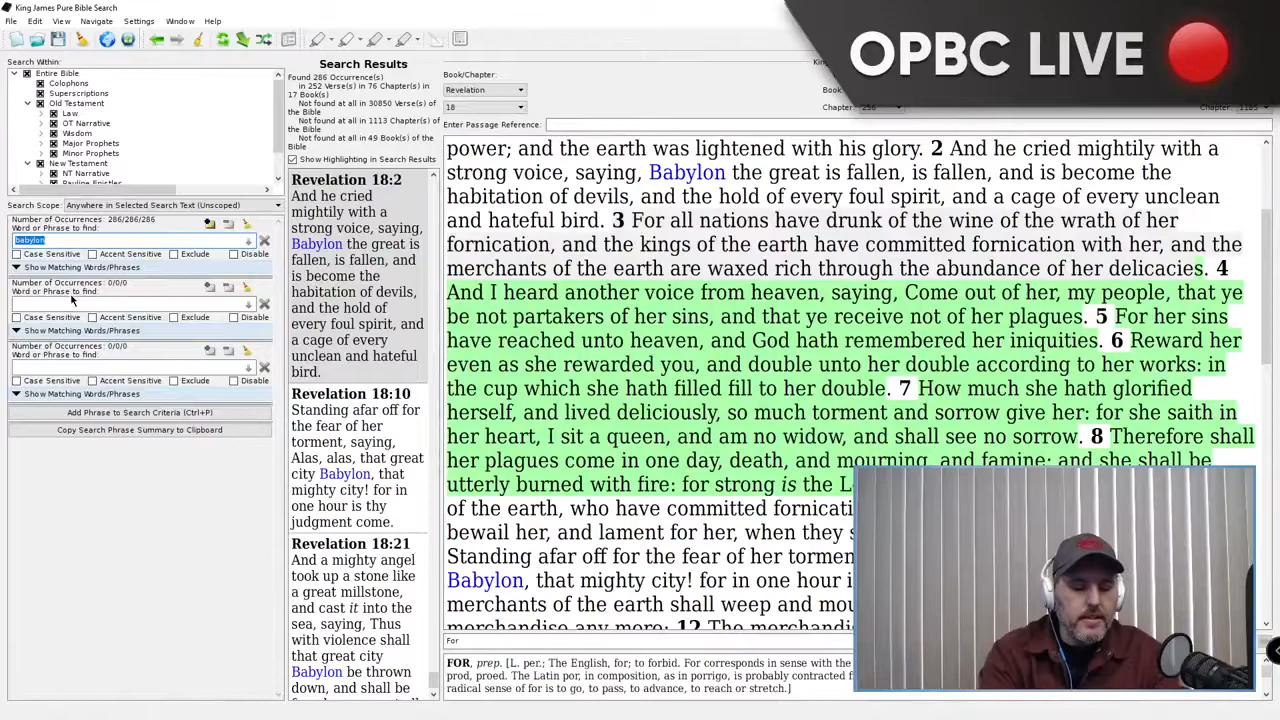 King James Pure Bible Search
File Edit View Navigate Settings Window Help
OPBC LIVE
Search Within:
Entire Bible
Colophons
Superscriptions
Old Testament
Law
OT Narrative
Wisdom
Major Prophets
Minor Prophets
New Testament
NT Narrative
Pauline Epistles
Search Scope: Anywhere in Selected Search Text (Unscoped)
Number of Occurrences: 286/286/286
Word or Phrase to find:
babylon
Case Sensitive Accent Sensitive Exclude Disable
Show Matching Words/Phrases
Number of Occurrences: 0/0/0
Word or Phrase to find:
Case Sensitive Accent Sensitive Exclude Disable
Show Matching Words/Phrases
Number of Occurrences: 0/0/0
Word or Phrase to find:
Case Sensitive Accent Sensitive Exclude Disable
Show Matching Words/Phrases
Add Phrase to Search Criteria (Ctrl+P)
Copy Search Phrase Summary to Clipboard
Search Results
Found 286 Occurrence(s)
in 252 Verse(s) in 76 Chapter(s) in
17 Book(s)
Not found at all in 30850 Verse(s) of
the Bible
Not found at all in 1113 Chapter(s) of
the Bible
Not found at all in 49 Book(s) of the
Bible
Show Highlighting in Search Results
Revelation 18:2
And he cried
mightily with a
strong voice, saying,
Babylon the great is
fallen, is fallen, and
is become the
habitation of devils,
and the hold of
every foul spirit, and
a cage of every
unclean and hateful
bird.
Revelation 18:10
Standing afar off for
the fear of her
torment, saying,
Alas, alas, that great
city Babylon, that
mighty city! for in
one hour is thy
judgment come.
Revelation 18:21
And a mighty angel
took up a stone like
a great millstone,
and cast it into the
sea, saying, Thus
with violence shall
that great city
Babylon be thrown
down, and shall be
Book/Chapter:
Revelation
18
Chapter: 256
Chapter: 1185
Enter Passage Reference:
power; and the earth was lightened with his glory. 2 And he cried mightily with a
strong voice, saying, Babylon the great is fallen, is fallen, and is become the
habitation of devils, and the hold of every foul spirit, and a cage of every unclean
and hateful bird. 3 For all nations have drunk of the wine of the wrath of her
fornication, and the kings of the earth have committed fornication with her, and the
merchants of the earth are waxed rich through the abundance of her delicacies. 4
And I heard another voice from heaven, saying, Come out of her, my people, that ye
be not partakers of her sins, and that ye receive not of her plagues. 5 For her sins
have reached unto heaven, and God hath remembered her iniquities. 6 Reward her
even as she rewarded you, and double unto her double according to her works: in
the cup which she hath filled fill to her double. 7 How much she hath glorified
herself, and lived deliciously, so much torment and sorrow give her: for she saith in
her heart, I sit a queen, and am no widow, and shall see no sorrow. 8 Therefore shall
her plagues come in one day, death, and mourning, and famine; and she shall be
utterly burned with fire: for strong is the L
of the earth, who have committed fornica
bewail her, and lament for her, when they s
Standing afar off for the fear of her torme
Babylon, that mighty city! for in one hour i
merchants of the earth shall weep and mou
merchandise any more: 12 The merchandi
For
FOR, prep. [L. per.; The English, for; to forbid. For corresponds in sense with the
prod, proed. The Latin por, in composition, as in porrigo, is probably contracted f
radical sense of for is to go, to pass, to advance, to reach or stretch.]